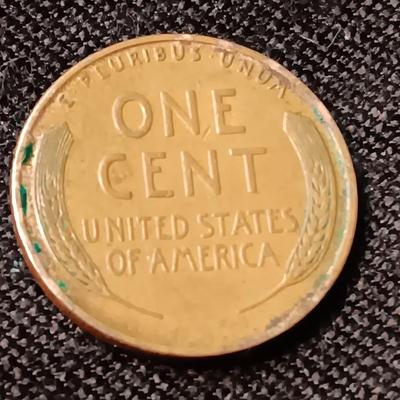 E·PLURIBUS·UNUM
ONE
CENT
UNITED STATES
OF·AMERICA